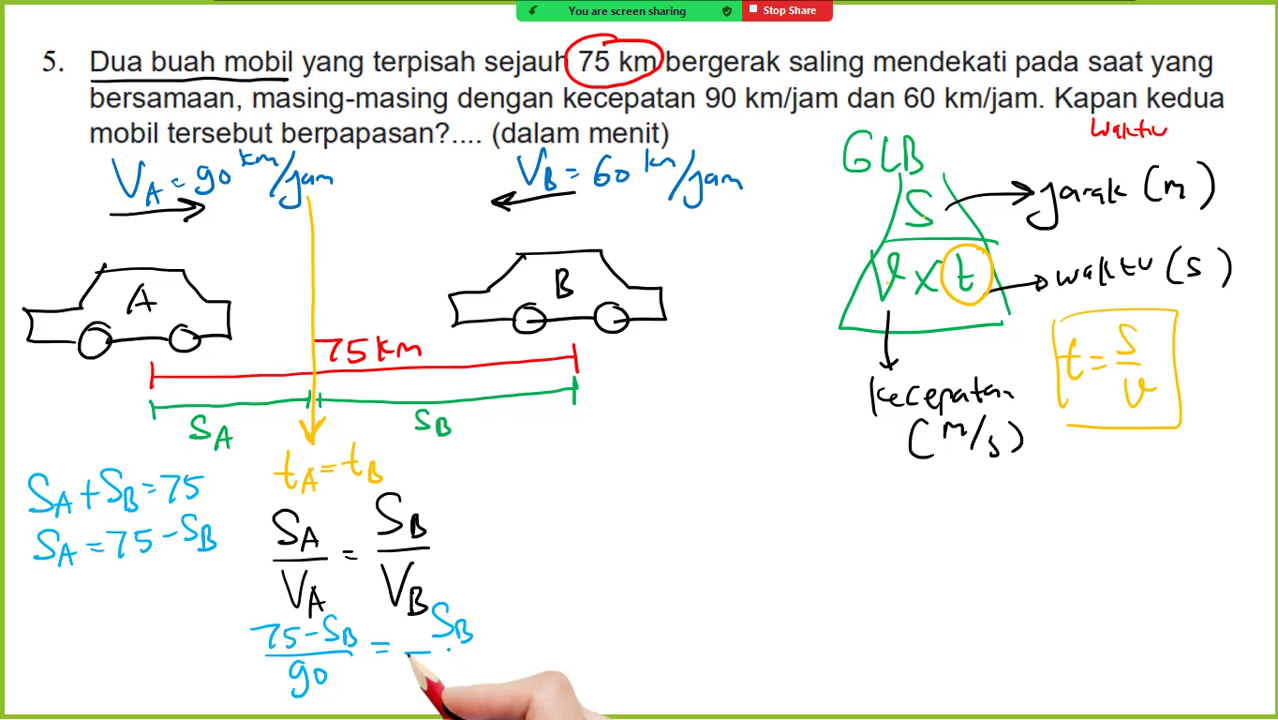 You are screen sharing
Stop Share
5. Dua buah mobil yang terpisah sejauh 75 km bergerak saling mendekati pada saat yang
bersamaan, masing-masing dengan kecepatan 90 km/jam dan 60 km/jam. Kapan kedua
mobil tersebut berpapasan?.... (dalam menit)
waktu
VA = 90 km/jam
VB = 60 km/jam
GLB
S
jarak (m)
V x t
waktu (s)
A
B
75 km
t = S/v
SA
SB
kecepatan
(m/s)
tA = tB
SA + SB = 75
SA = 75 - SB
SA/VA = SB/VB
75 - SB/90 = SB